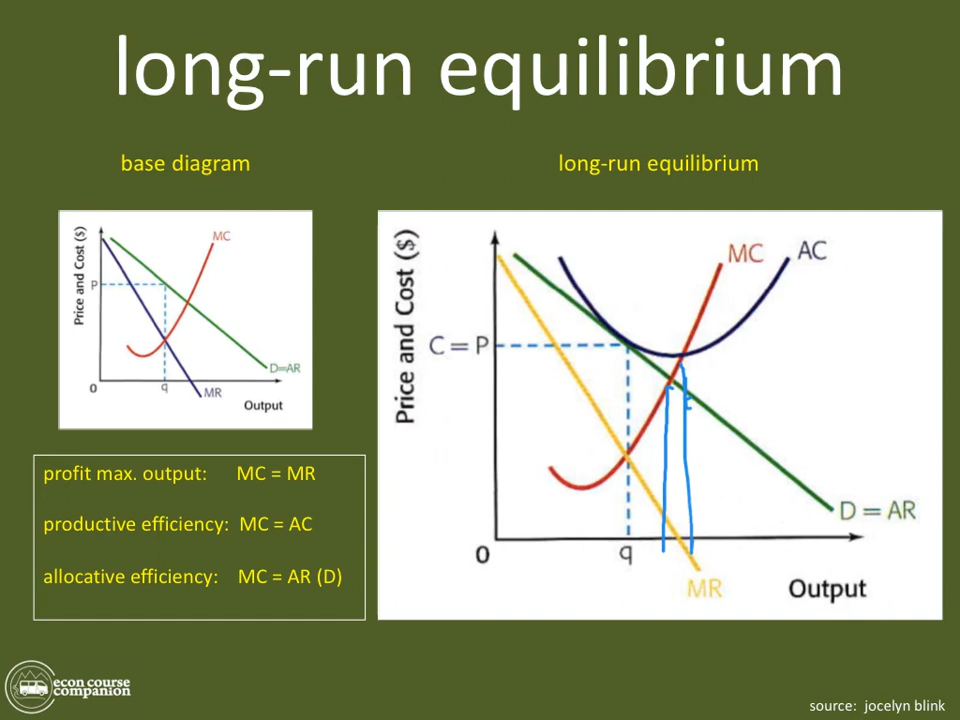 long-run equilibrium
base diagram
long-run equilibrium
Price and Cost ($)
MC
P
D=AR
0
q
MR
Output
Price and Cost ($)
MC
AC
C = P
D = AR
0
q
MR
Output
profit max. output: MC = MR
productive efficiency: MC = AC
allocative efficiency: MC = AR (D)
econ course
companion
source: jocelyn blink